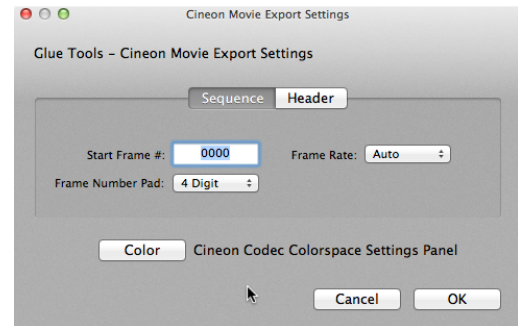 Cineon Movie Export Settings
Glue Tools – Cineon Movie Export Settings
Sequence Header
Start Frame #: 0000 Frame Rate: Auto
Frame Number Pad: 4 Digit
Color Cineon Codec Colorspace Settings Panel
Cancel OK